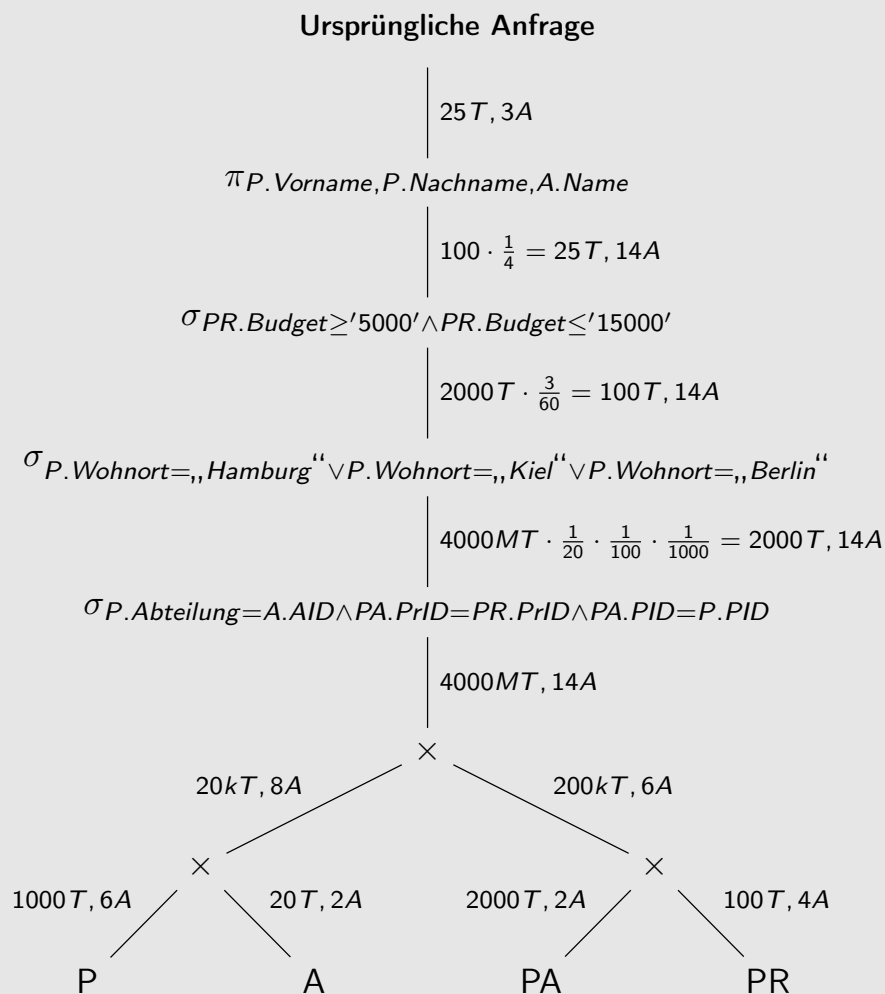 Ursprüngliche Anfrage
25T, 3A
πP.Vorname,P.Nachname,A.Name
100 · 1/4 = 25T, 14A
σPR.Budget≥'5000'∧PR.Budget≤'15000'
2000T · 3/60 = 100T, 14A
σP.Wohnort=„Hamburg“∨P.Wohnort=„Kiel“∨P.Wohnort=„Berlin“
4000MT · 1/20 · 1/100 · 1/1000 = 2000T, 14A
σP.Abteilung=A.AID∧PA.PrID=PR.PrID∧PA.PID=P.PID
4000MT, 14A
×
20kT, 8A 200kT, 6A
× ×
1000T, 6A 20T, 2A 2000T, 2A 100T, 4A
P A PA PR